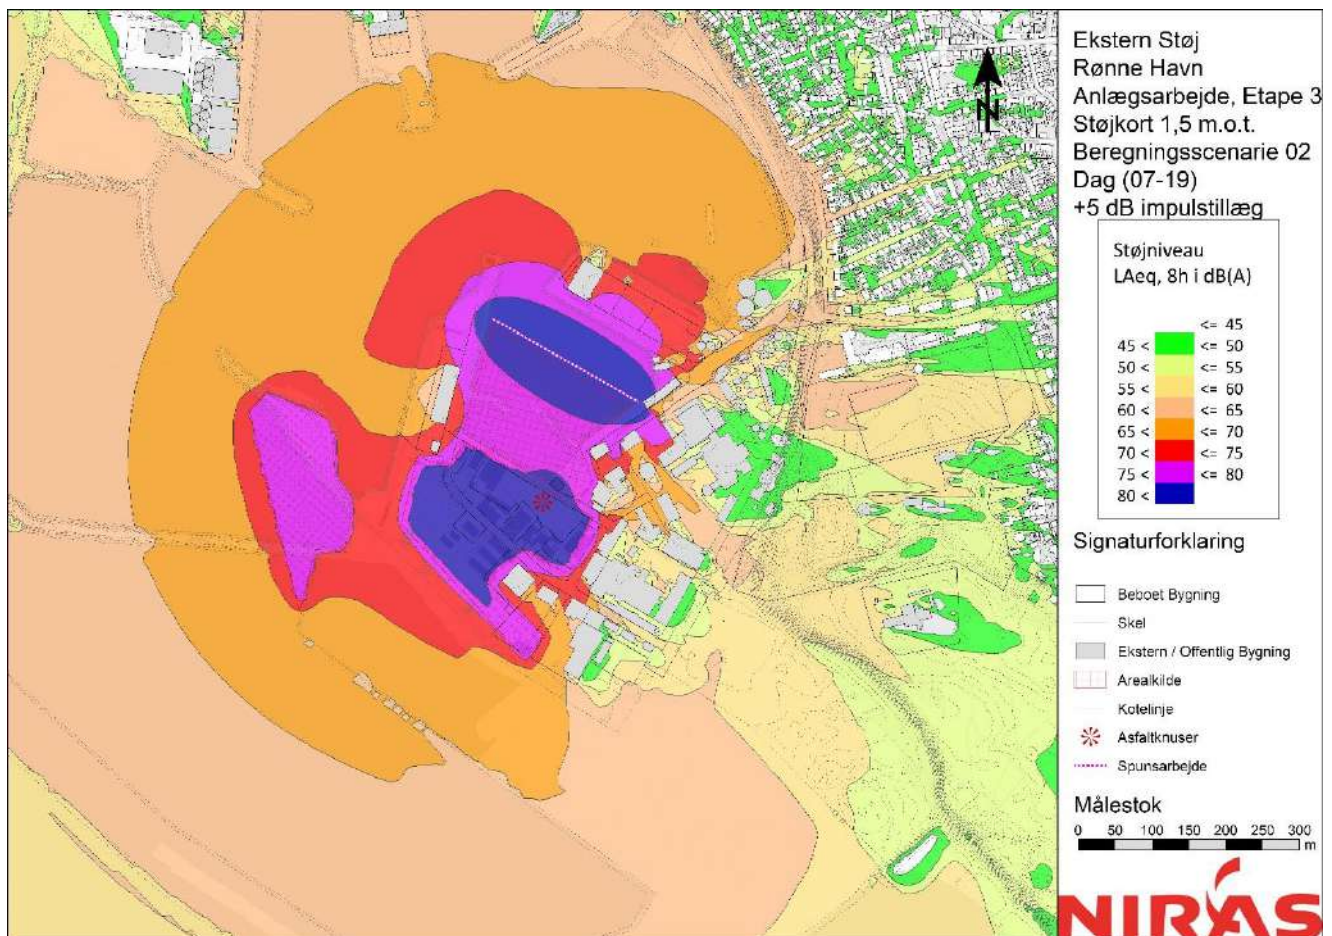 Ekstern Støj
Rønne Havn
Anlægsarbejde, Etape 3
Støjkort 1,5 m.o.t.
Beregningsscenarie 02
Dag (07-19)
+5 dB impulstillæg
Støjniveau
LAeq, 8h i dB(A)
<= 45
45 < <= 50
50 < <= 55
55 < <= 60
60 < <= 65
65 < <= 70
70 < <= 75
75 < <= 80
80 <
N
Signaturforklaring
Beboet Bygning
Skel
Ekstern / Offentlig Bygning
Arealkilde
Kotelinje
Asfaltknuser
Spunsarbejde
Målestok
0 50 100 150 200 250 300
m
NIRAS